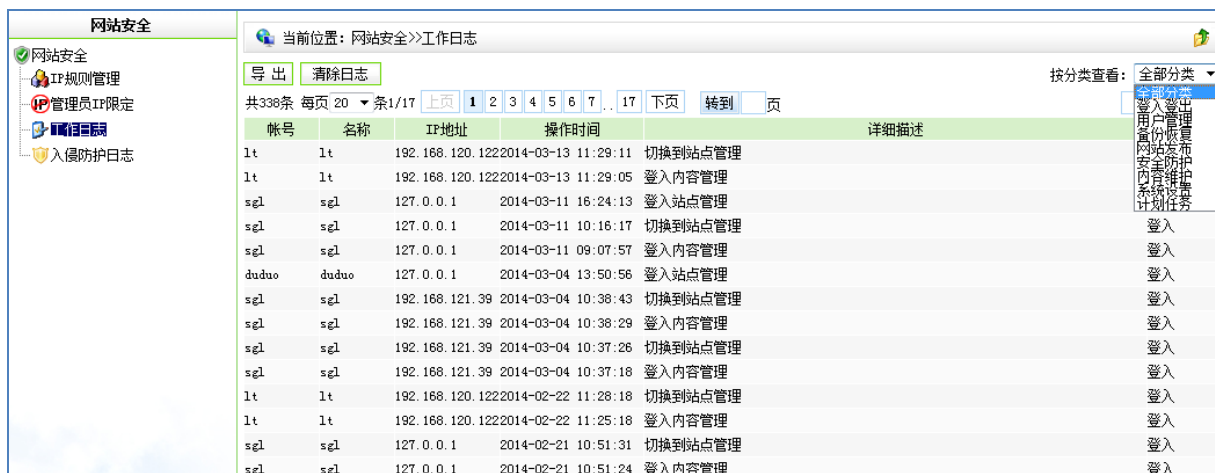 网站安全
网站安全
IP规则管理
管理员IP限定
工作日志
入侵防护日志
当前位置：网站安全>>工作日志
导 出 清除日志 按分类查看： 全部分类
共338条 每页 20 条1/17 上页 1 2 3 4 5 6 7 .. 17 下页 转到 页
全部分类
登入登出
用户管理
备份恢复
网站发布
安全防护
内容维护
系统设置
计划任务
帐号 名称 IP地址 操作时间 详细描述
lt lt 192.168.120.122 2014-03-13 11:29:11 切换到站点管理
lt lt 192.168.120.122 2014-03-13 11:29:05 登入内容管理
sgl sgl 127.0.0.1 2014-03-11 16:24:13 登入站点管理
sgl sgl 127.0.0.1 2014-03-11 10:16:17 切换到站点管理 登入
sgl sgl 127.0.0.1 2014-03-11 09:07:57 登入内容管理 登入
duduo duduo 127.0.0.1 2014-03-04 13:50:56 登入站点管理 登入
sgl sgl 192.168.121.39 2014-03-04 10:38:43 切换到站点管理 登入
sgl sgl 192.168.121.39 2014-03-04 10:38:29 登入内容管理 登入
sgl sgl 192.168.121.39 2014-03-04 10:37:26 切换到站点管理 登入
sgl sgl 192.168.121.39 2014-03-04 10:37:18 登入内容管理 登入
lt lt 192.168.120.122 2014-02-22 11:28:18 切换到站点管理 登入
lt lt 192.168.120.122 2014-02-22 11:25:18 登入内容管理 登入
sgl sgl 127.0.0.1 2014-02-21 10:51:31 切换到站点管理 登入
sgl sgl 127.0.0.1 2014-02-21 10:51:24 登入内容管理 登入